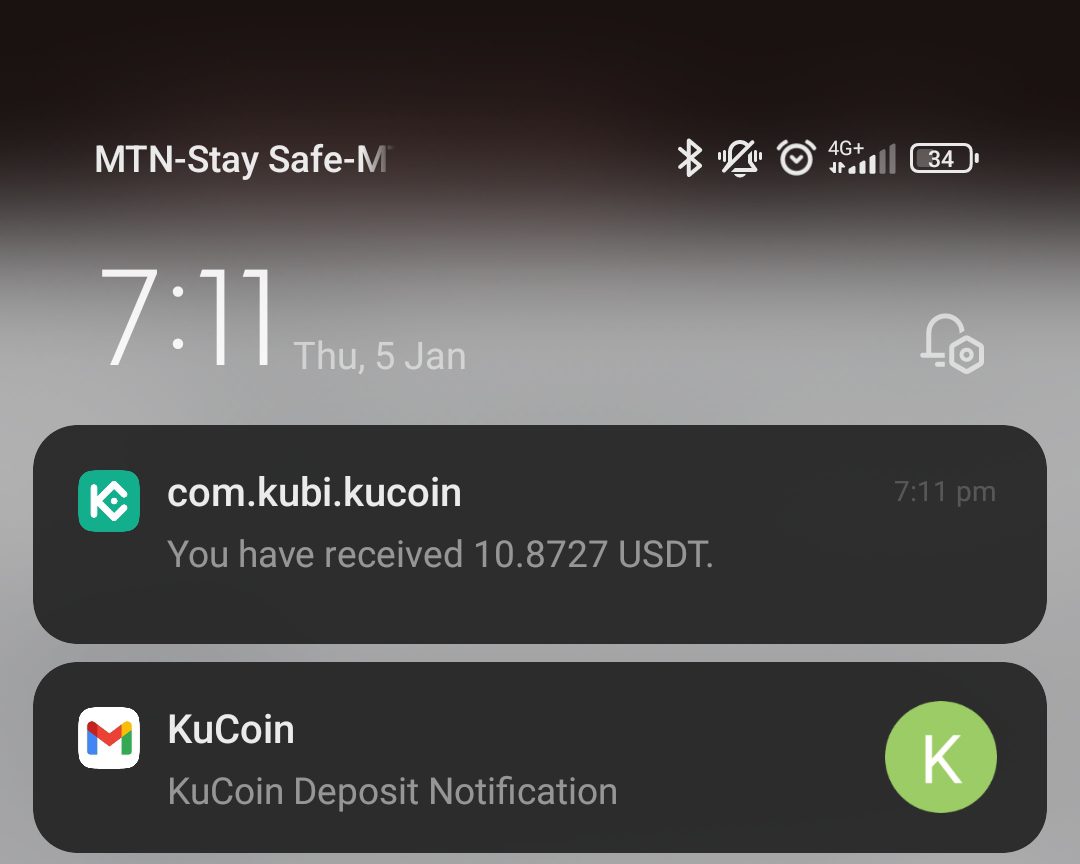 MTN-Stay Safe-M
4G+
34
7:11
Thu, 5 Jan
com.kubi.kucoin
7:11 pm
You have received 10.8727 USDT.
KuCoin
KuCoin Deposit Notification
K